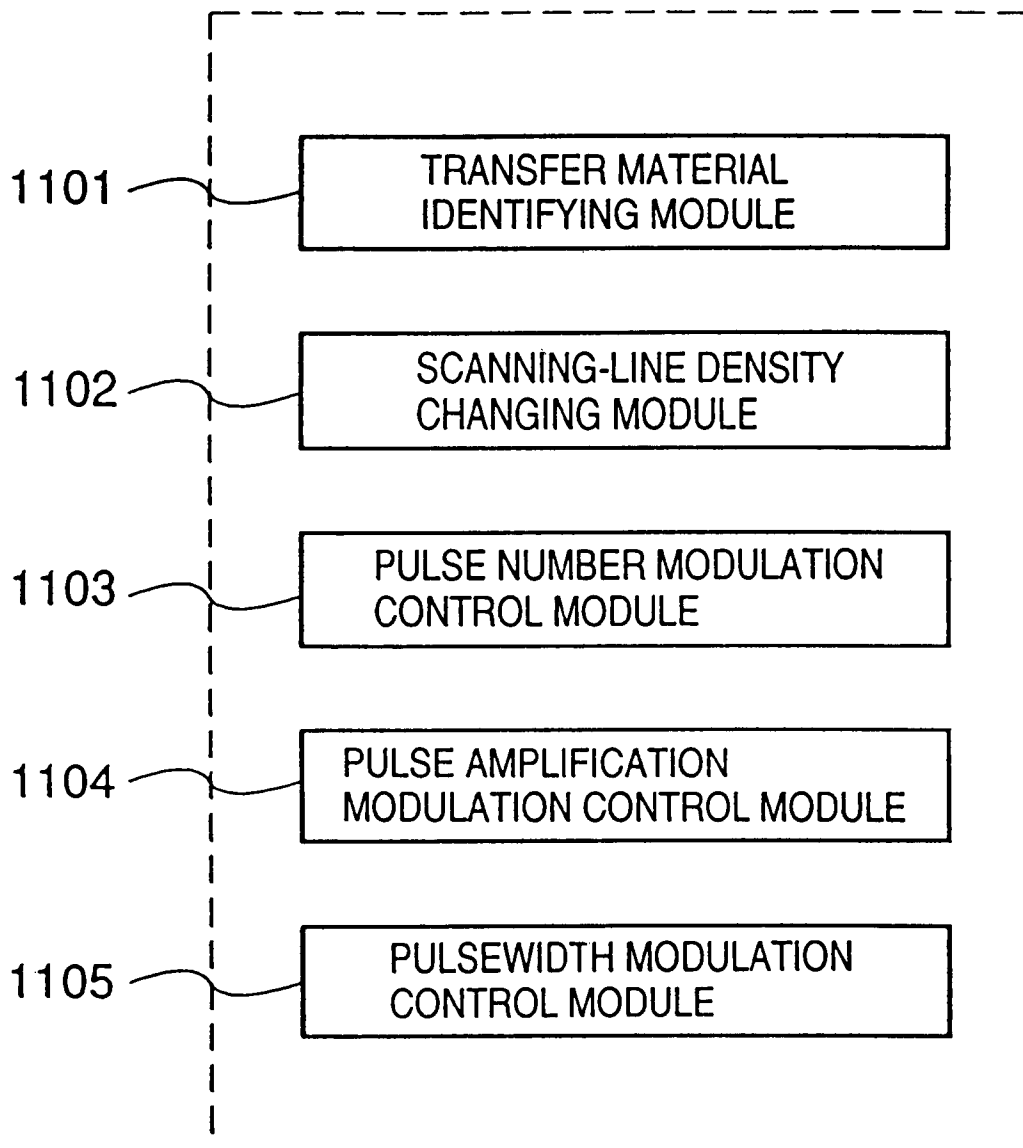 1101
TRANSFER MATERIAL
IDENTIFYING MODULE
1102
SCANNING-LINE DENSITY
CHANGING MODULE
1103
PULSE NUMBER MODULATION
CONTROL MODULE
1104
PULSE AMPLIFICATION
MODULATION CONTROL MODULE
1105
PULSEWIDTH MODULATION
CONTROL MODULE